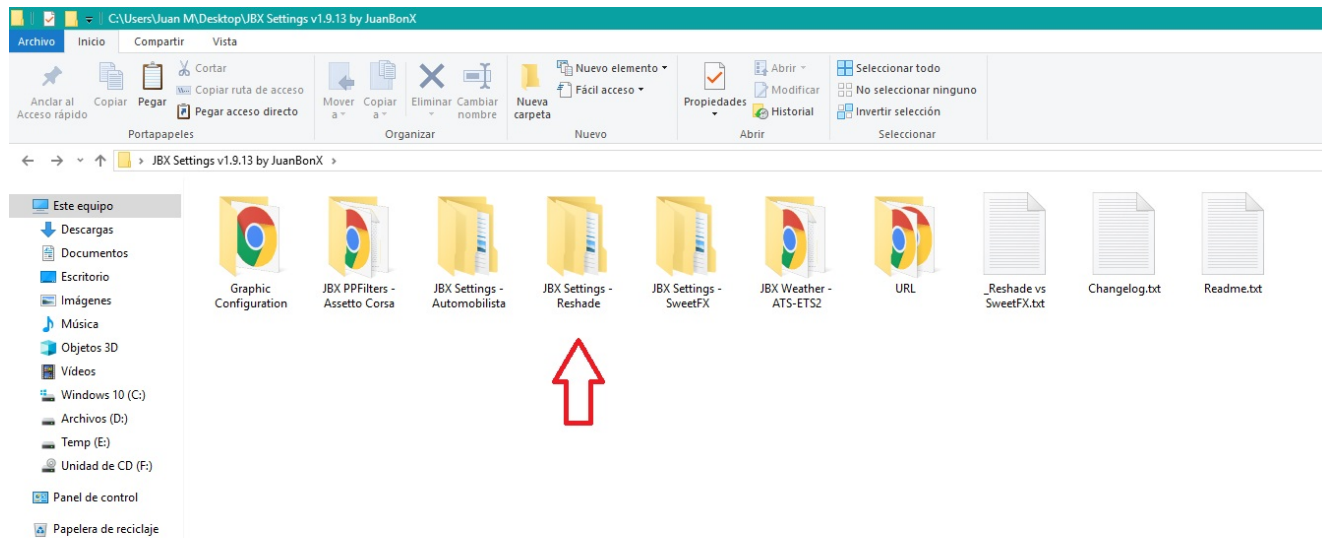 C:\Users\Juan M\Desktop\JBX Settings v1.9.13 by JuanBonX
Archivo Inicio Compartir Vista
Anclar al
Acceso rápido
Copiar
Pegar
Cortar
Copiar ruta de acceso
Pegar acceso directo
Portapapeles
Mover
a
Copiar
a
Eliminar
Cambiar
nombre
Organizar
Nueva
carpeta
Nuevo elemento
Fácil acceso
Nuevo
Propiedades
Abrir
Modificar
Historial
Abrir
Seleccionar todo
No seleccionar ninguno
Invertir selección
Seleccionar
JBX Settings v1.9.13 by JuanBonX
Este equipo
Descargas
Documentos
Escritorio
Imágenes
Música
Objetos 3D
Vídeos
Windows 10 (C:)
Archivos (D:)
Temp (E:)
Unidad de CD (F:)
Panel de control
Papelera de reciclaje
Graphic
Configuration
JBX PPFilters -
Assetto Corsa
JBX Settings -
Automobilista
JBX Settings -
Reshade
JBX Settings -
SweetFX
JBX Weather -
ATS-ETS2
URL
_Reshade vs
SweetFX.txt
Changelog.txt
Readme.txt